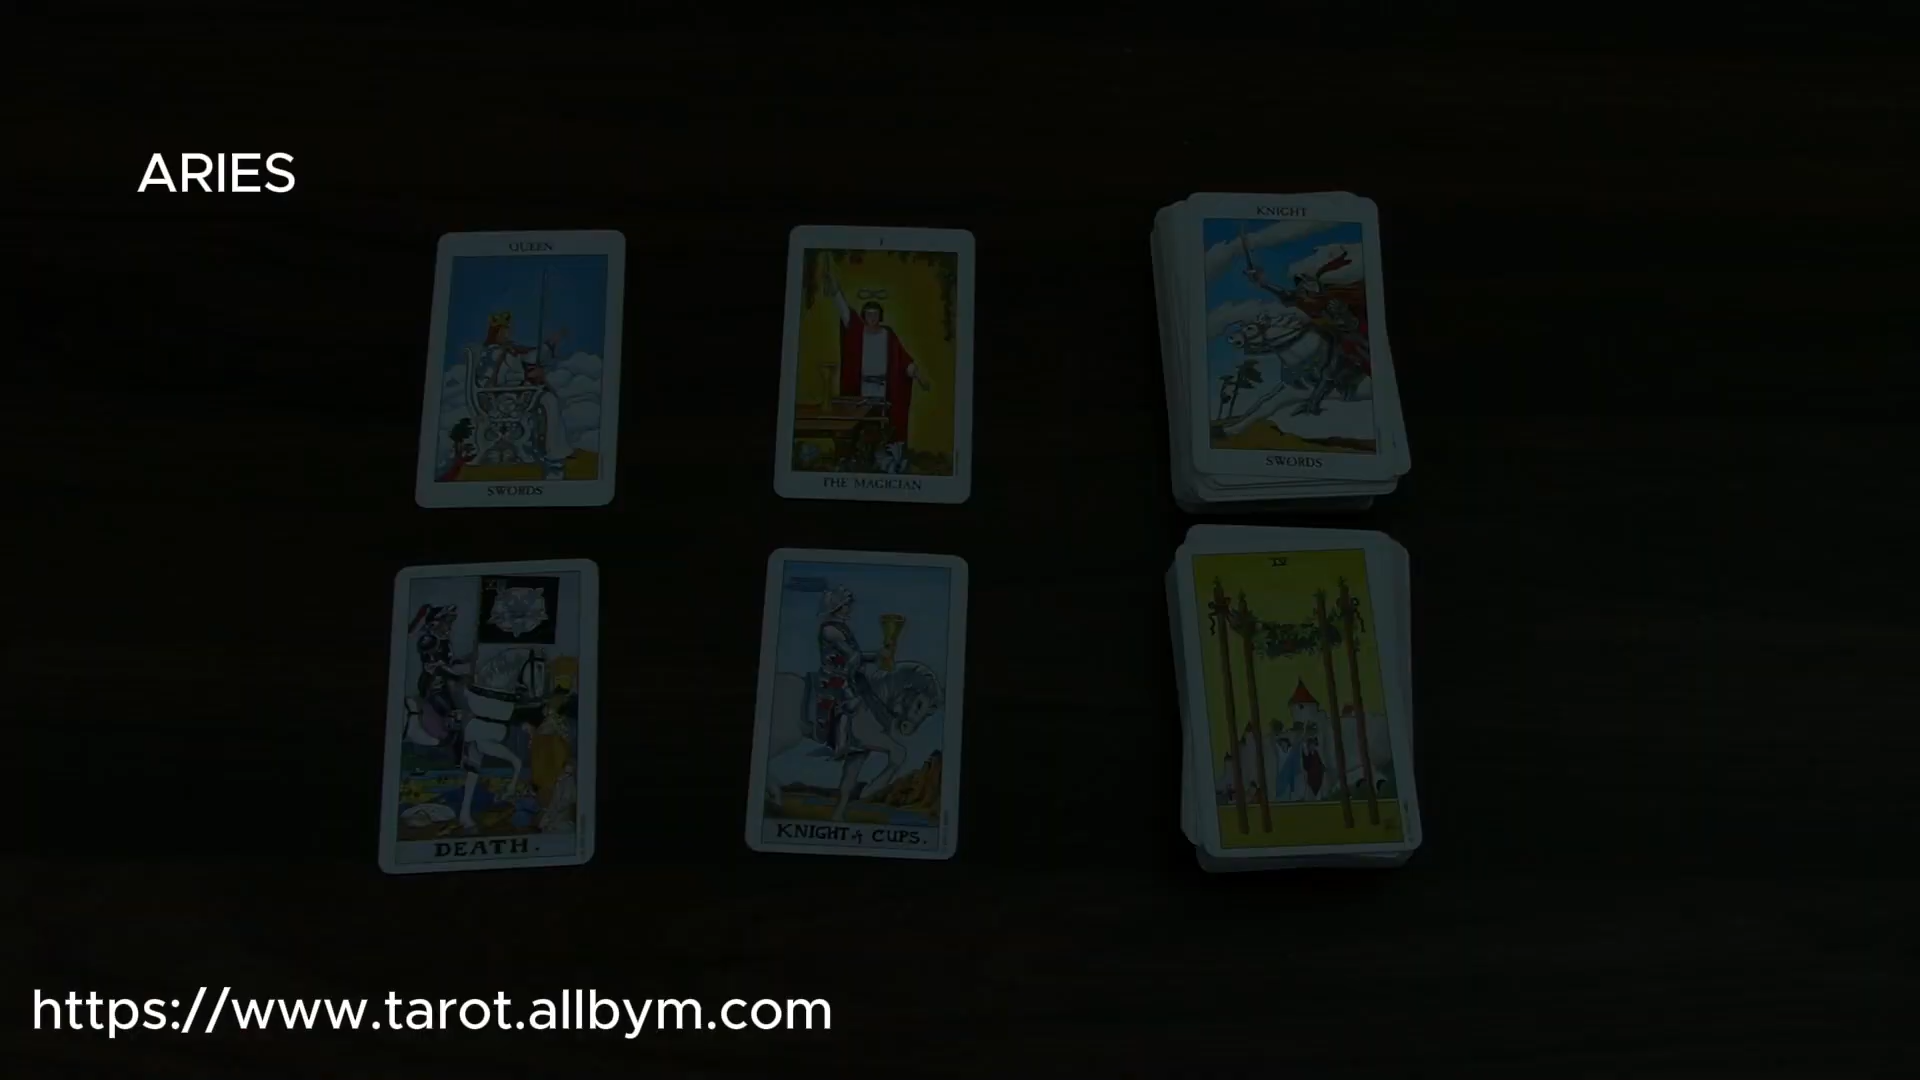 ARIES
QUEEN
SWORDS
I
THE MAGICIAN
KNIGHT
SWORDS
DEATH.
KNIGHT of CUPS.
IV
https://www.tarot.allbym.com